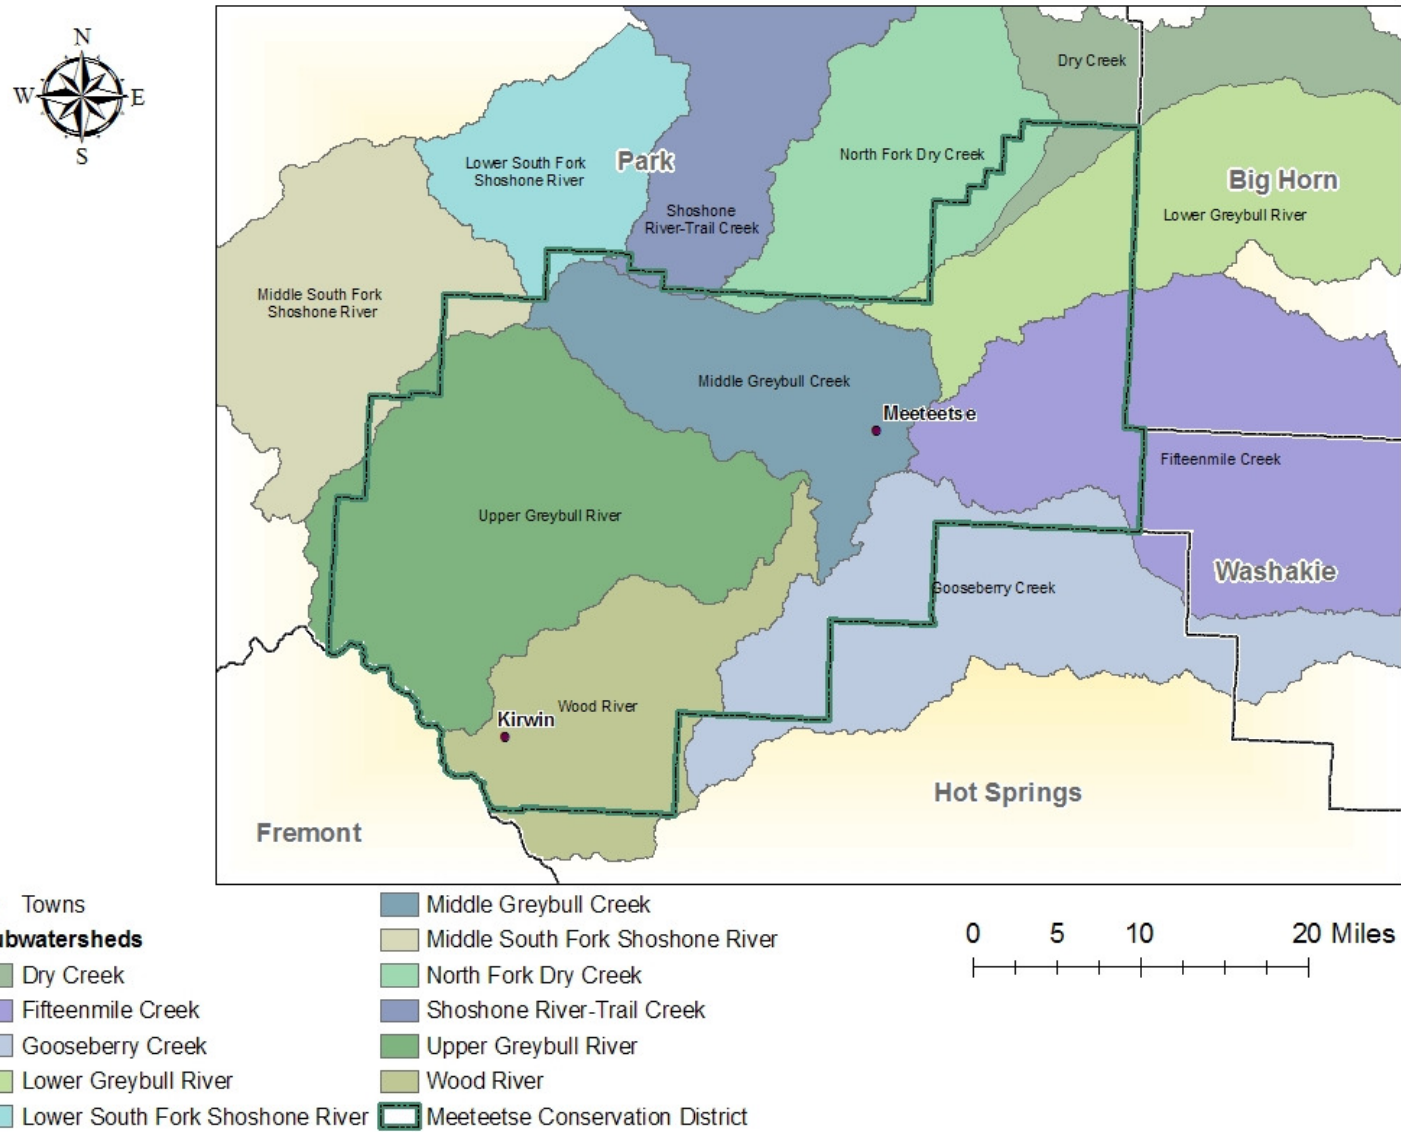 N
W E
S
Dry Creek
Lower South Fork
Shoshone River
Park
North Fork Dry Creek
Big Horn
Lower Greybull River
Shoshone
River-Trail Creek
Middle South Fork
Shoshone River
Middle Greybull Creek
Meeteetse
Fifteenmile Creek
Upper Greybull River
Washakie
Gooseberry Creek
Wood River
Kirwin
Hot Springs
Fremont
Towns
ubwatersheds
Dry Creek
Fifteenmile Creek
Gooseberry Creek
Lower Greybull River
Lower South Fork Shoshone River
Middle Greybull Creek
Middle South Fork Shoshone River
North Fork Dry Creek
Shoshone River-Trail Creek
Upper Greybull River
Wood River
Meeteetse Conservation District
0 5 10 20 Miles